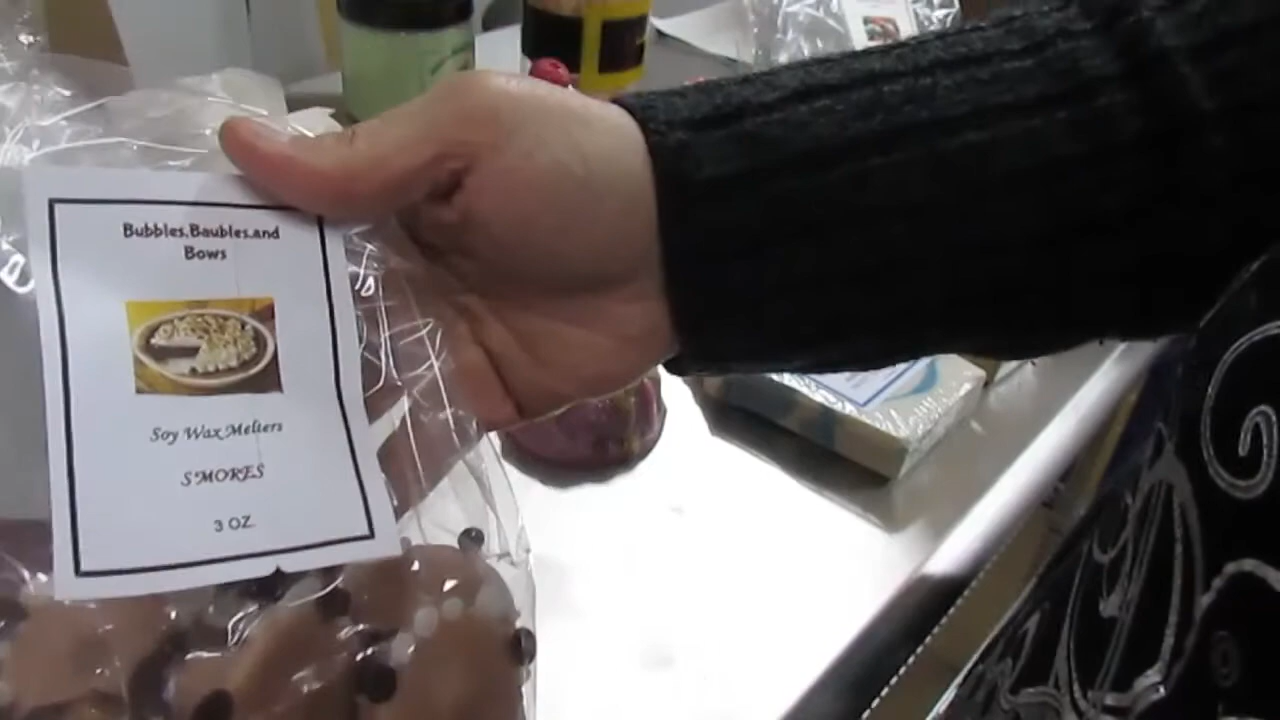 Bubbles,Baubles,and
Bows
Soy Wax Melters
S'MORES
3 OZ.